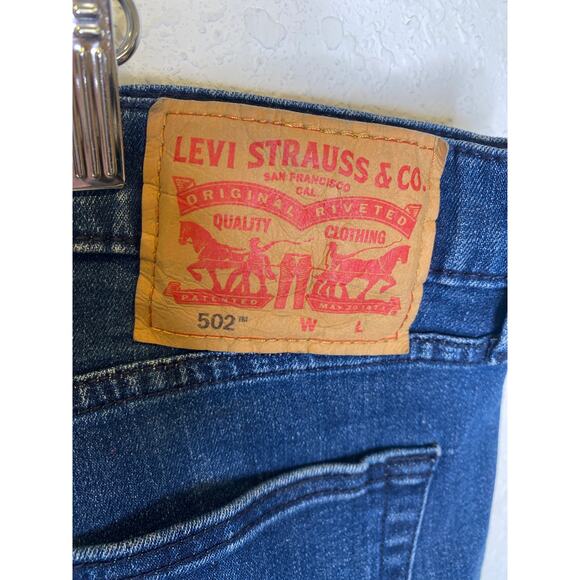 LEVI STRAUSS & CO.
SAN FRANCISCO
CAL
ORIGINAL RIVETED
QUALITY CLOTHING
PATENTED MAY 20 1873
502™ W L